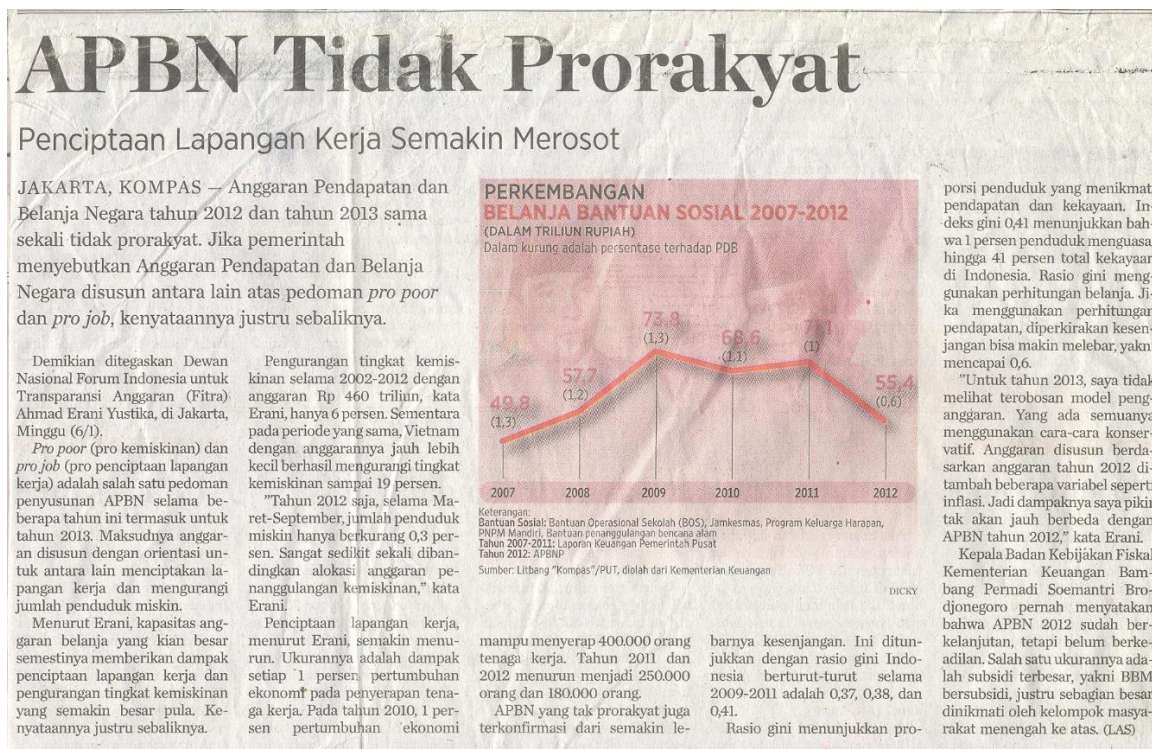 APBN Tidak Prorakyat
Penciptaan Lapangan Kerja Semakin Merosot
JAKARTA, KOMPAS — Anggaran Pendapatan dan
Belanja Negara tahun 2012 dan tahun 2013 sama
sekali tidak prorakyat. Jika pemerintah
menyebutkan Anggaran Pendapatan dan Belanja
Negara disusun antara lain atas pedoman pro poor
dan pro job, kenyataannya justru sebaliknya.
Demikian ditegaskan Dewan
Nasional Forum Indonesia untuk
Transparansi Anggaran (Fitra)
Ahmad Erani Yustika, di Jakarta,
Minggu (6/1).
Pro poor (pro kemiskinan) dan
pro job (pro penciptaan lapangan
kerja) adalah salah satu pedoman
penyusunan APBN selama be-
berapa tahun ini termasuk untuk
tahun 2013. Maksudnya anggar-
an disusun dengan orientasi un-
tuk antara lain menciptakan la-
pangan kerja dan mengurangi
jumlah penduduk miskin.
Menurut Erani, kapasitas ang-
garan belanja yang kian besar
semestinya memberikan dampak
penciptaan lapangan kerja dan
pengurangan tingkat kemiskinan
yang semakin besar pula. Ke-
nyataannya justru sebaliknya.
Pengurangan tingkat kemis-
kinan selama 2002-2012 dengan
anggaran Rp 460 triliun, kata
Erani, hanya 6 persen. Sementara
pada periode yang sama, Vietnam
dengan anggarannya jauh lebih
kecil berhasil mengurangi tingkat
kemiskinan sampai 19 persen.
"Tahun 2012 saja, selama Ma-
ret-September, jumlah penduduk
miskin hanya berkurang 0,3 per-
sen. Sangat sedikit sekali diban-
dingkan alokasi anggaran pe-
nanggulangan kemiskinan," kata
Erani.
Penciptaan lapangan kerja,
menurut Erani, semakin menu-
run. Ukurannya adalah dampak
setiap 1 persen pertumbuhan
ekonomi pada penyerapan tena-
ga kerja. Pada tahun 2010, 1 per-
sen pertumbuhan ekonomi
PERKEMBANGAN
BELANJA BANTUAN SOSIAL 2007-2012
(DALAM TRILIUN RUPIAH)
Dalam kurung adalah persentase terhadap PDB
49,8
(1,3)
57,7
(1,2)
73,8
(1,3)
68,6
(1,1)
71,1
(1)
55,4
(0,6)
2007 2008 2009 2010 2011 2012
Keterangan:
Bantuan Sosial: Bantuan Operasional Sekolah (BOS), Jamkesmas, Program Keluarga Harapan,
PNPM Mandiri, Bantuan penanggulangan bencana alam
Tahun 2007-2011: Laporan Keuangan Pemerintah Pusat
Tahun 2012: APBNP
Sumber: Litbang "Kompas"/PUT, diolah dari Kementerian Keuangan
DICKY
mampu menyerap 400.000 orang
tenaga kerja. Tahun 2011 dan
2012 menurun menjadi 250.000
orang dan 180.000 orang.
APBN yang tak prorakyat juga
terkonfirmasi dari semakin le-
barnya kesenjangan. Ini ditun-
jukkan dengan rasio gini Indo-
nesia berturut-turut selama
2009-2011 adalah 0,37, 0,38, dan
0,41.
Rasio gini menunjukkan pro-
porsi penduduk yang menikmat
pendapatan dan kekayaan. In-
deks gini 0,41 menunjukkan bah-
wa 1 persen penduduk menguasa
hingga 41 persen total kekayaan
di Indonesia. Rasio gini meng-
gunakan perhitungan belanja. Ji-
ka menggunakan perhitungan
pendapatan, diperkirakan kesen-
jangan bisa makin melebar, yakn
mencapai 0,6.
"Untuk tahun 2013, saya tidak
melihat terobosan model peng-
anggaran. Yang ada semuanya
menggunakan cara-cara konser-
vatif. Anggaran disusun berda-
sarkan anggaran tahun 2012 di-
tambah beberapa variabel seperti
inflasi. Jadi dampaknya saya pikir
tak akan jauh berbeda dengan
APBN tahun 2012," kata Erani.
Kepala Badan Kebijakan Fiskal
Kementerian Keuangan Bam-
bang Permadi Soemantri Bro-
djonegoro pernah menyatakan
bahwa APBN 2012 sudah ber-
kelanjutan, tetapi belum berke-
adilan. Salah satu ukurannya ada-
lah subsidi terbesar, yakni BBM
bersubsidi, justru sebagian besar
dinikmati oleh kelompok masya-
rakat menengah ke atas. (LAS)